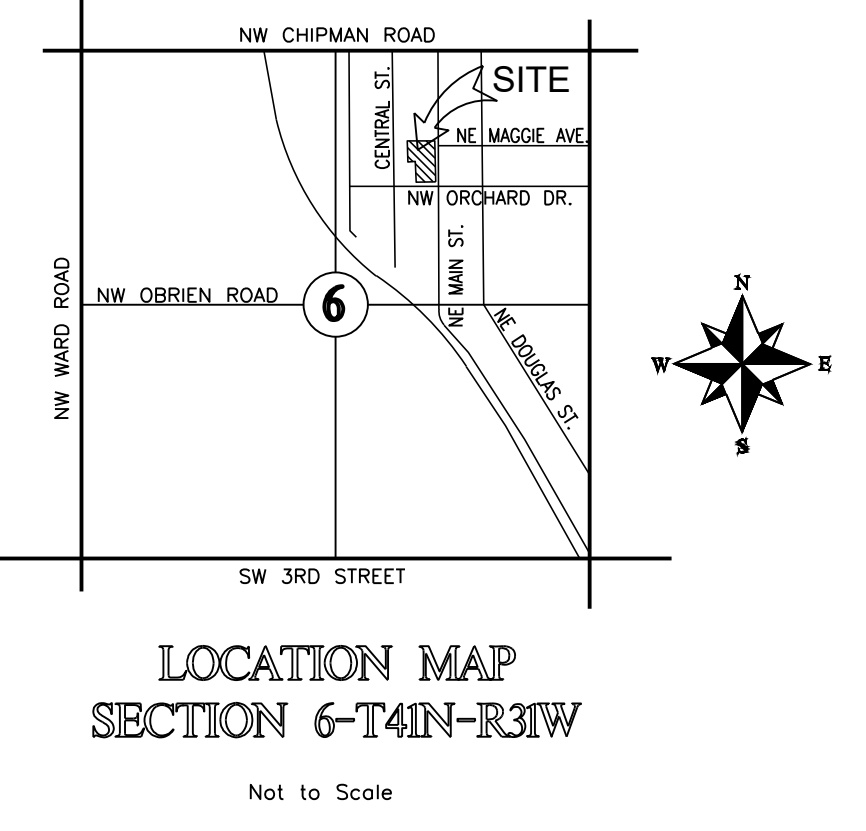 NW CHIPMAN ROAD
SITE
CENTRAL ST.
NE MAGGIE AVE.
NW ORCHARD DR.
NE MAIN ST.
NW WARD ROAD
NW OBRIEN ROAD
6
NE DOUGLAS ST.
N
W
E
S
SW 3RD STREET
LOCATION MAP
SECTION 6-T41N-R31W
Not to Scale